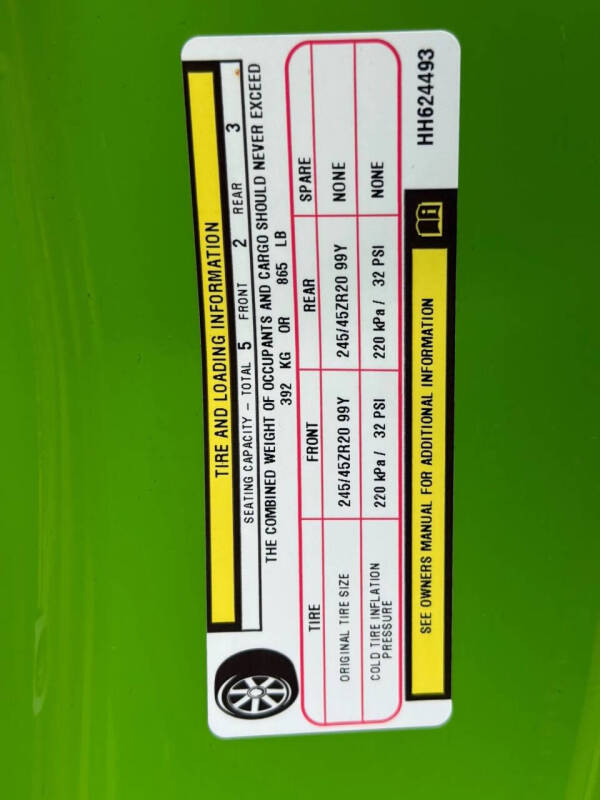 TIRE AND LOADING INFORMATION
SEATING CAPACITY – TOTAL 5 FRONT 2 REAR 3
THE COMBINED WEIGHT OF OCCUPANTS AND CARGO SHOULD NEVER EXCEED
392 KG OR 865 LB
TIRE FRONT REAR SPARE
ORIGINAL TIRE SIZE 245/45ZR20 99Y 245/45ZR20 99Y NONE
COLD TIRE INFLATION
PRESSURE 220 kPa / 32 PSI 220 kPa / 32 PSI NONE
SEE OWNERS MANUAL FOR ADDITIONAL INFORMATION
HH624493